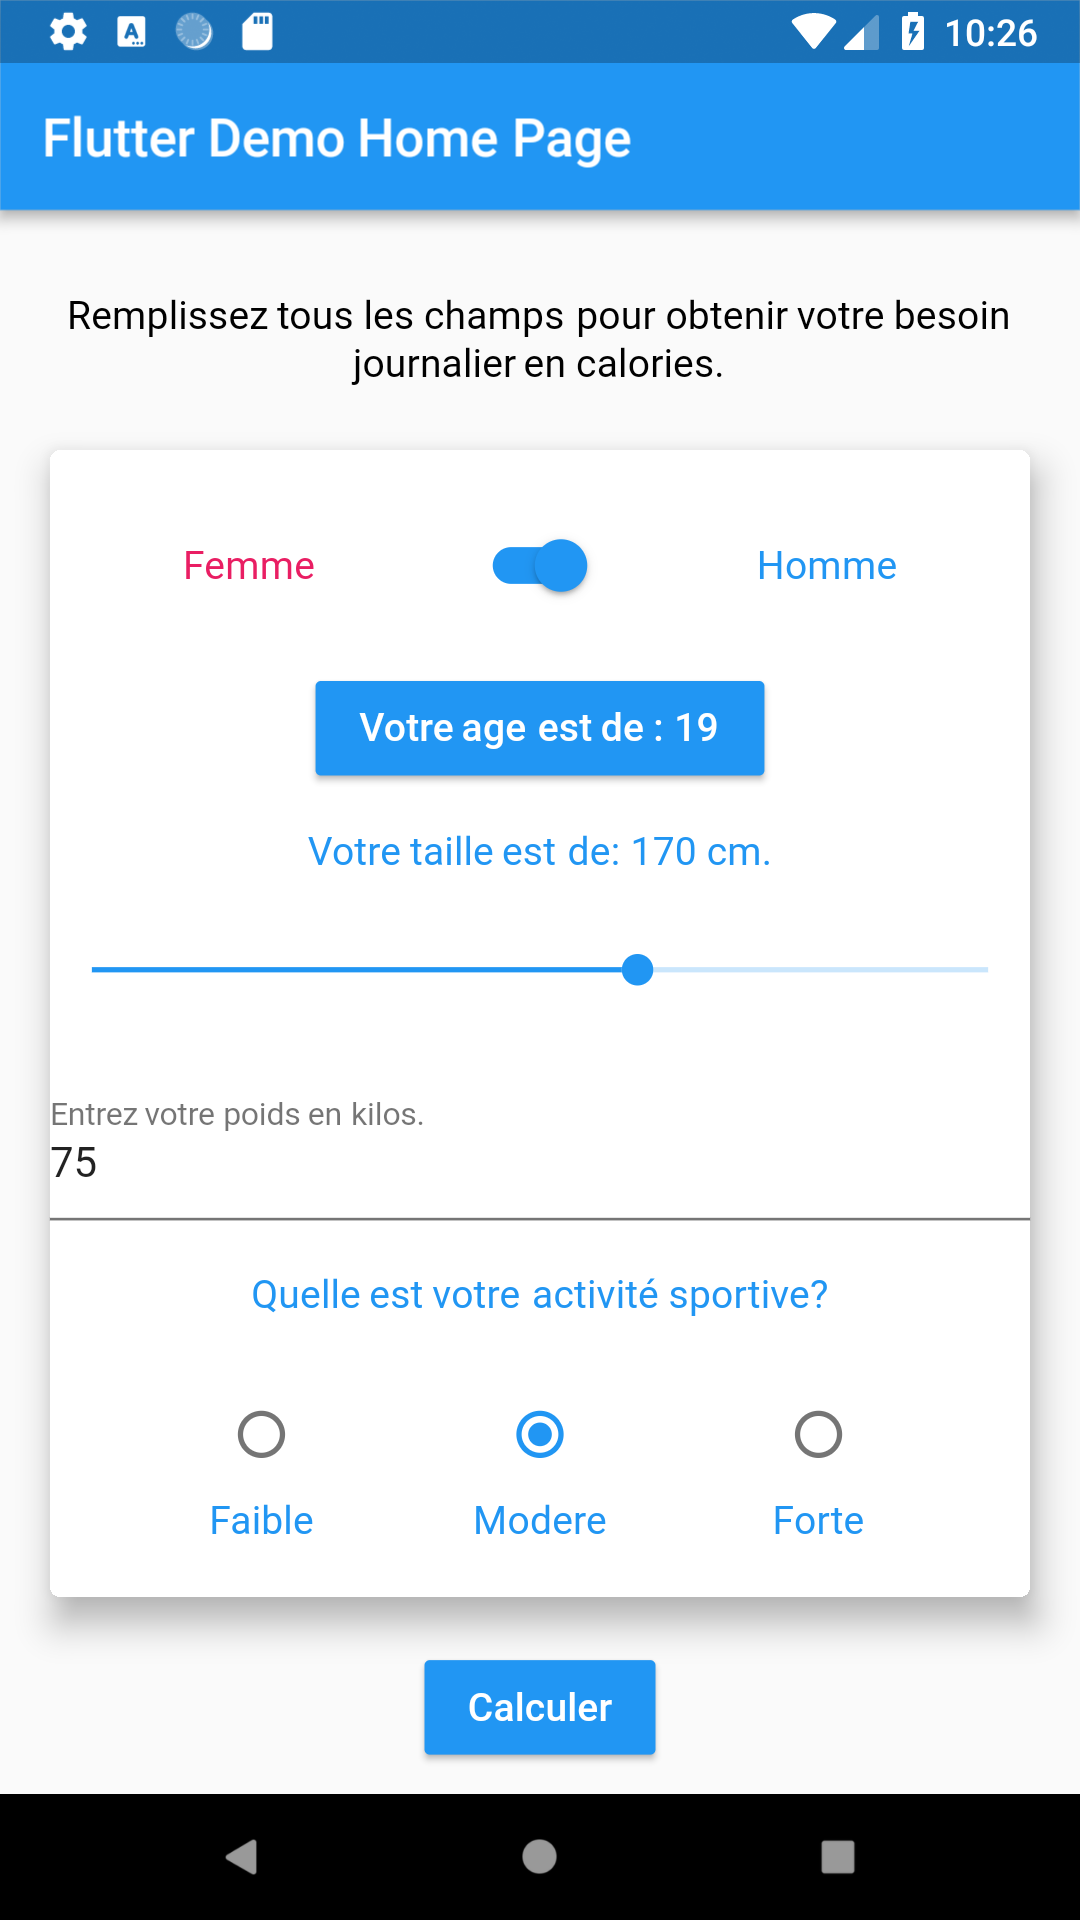 10:26
Flutter Demo Home Page
Remplissez tous les champs pour obtenir votre besoin
journalier en calories.
Femme Homme
Votre age est de : 19
Votre taille est de: 170 cm.
Entrez votre poids en kilos.
75
Quelle est votre activité sportive?
Faible Modere Forte
Calculer